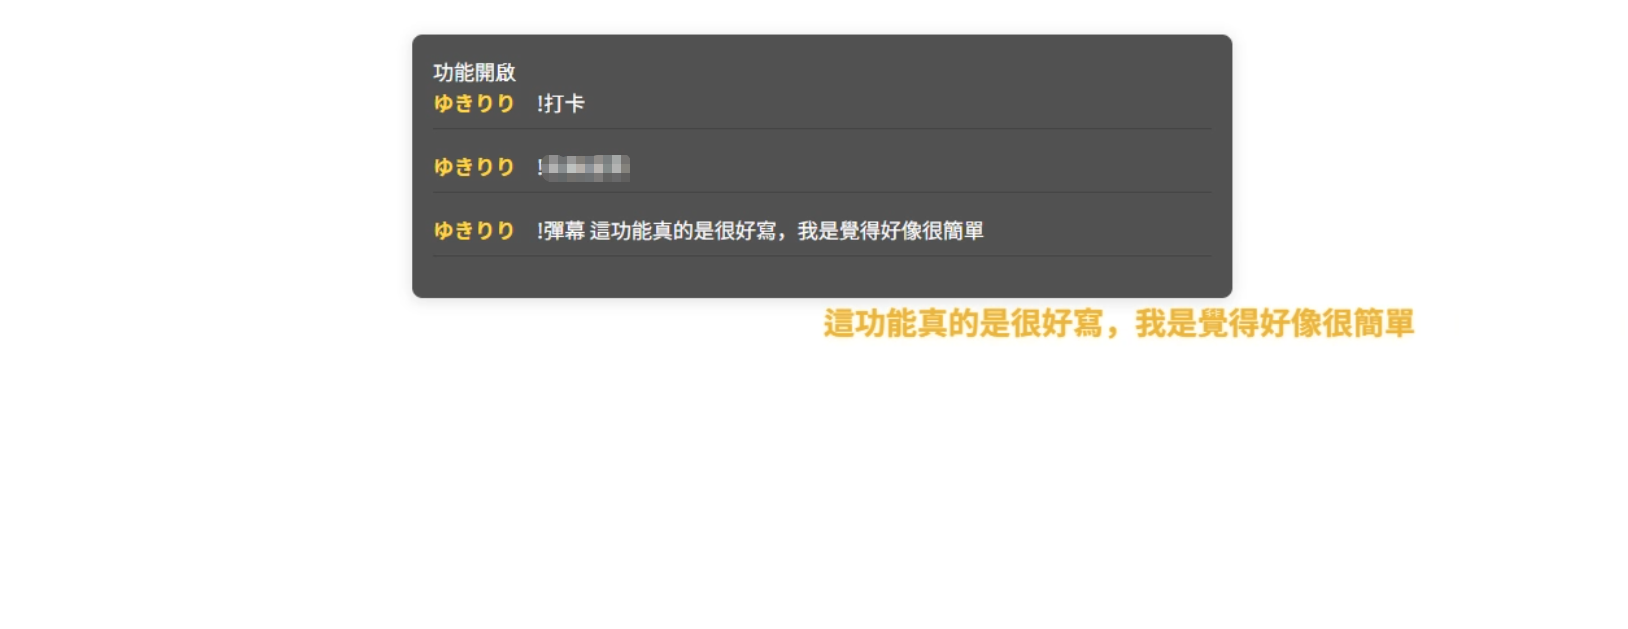 功能開啟
ゆきりり !打卡
ゆきりり !
ゆきりり !彈幕 這功能真的是很好寫，我是覺得好像很簡單
這功能真的是很好寫，我是覺得好像很簡單